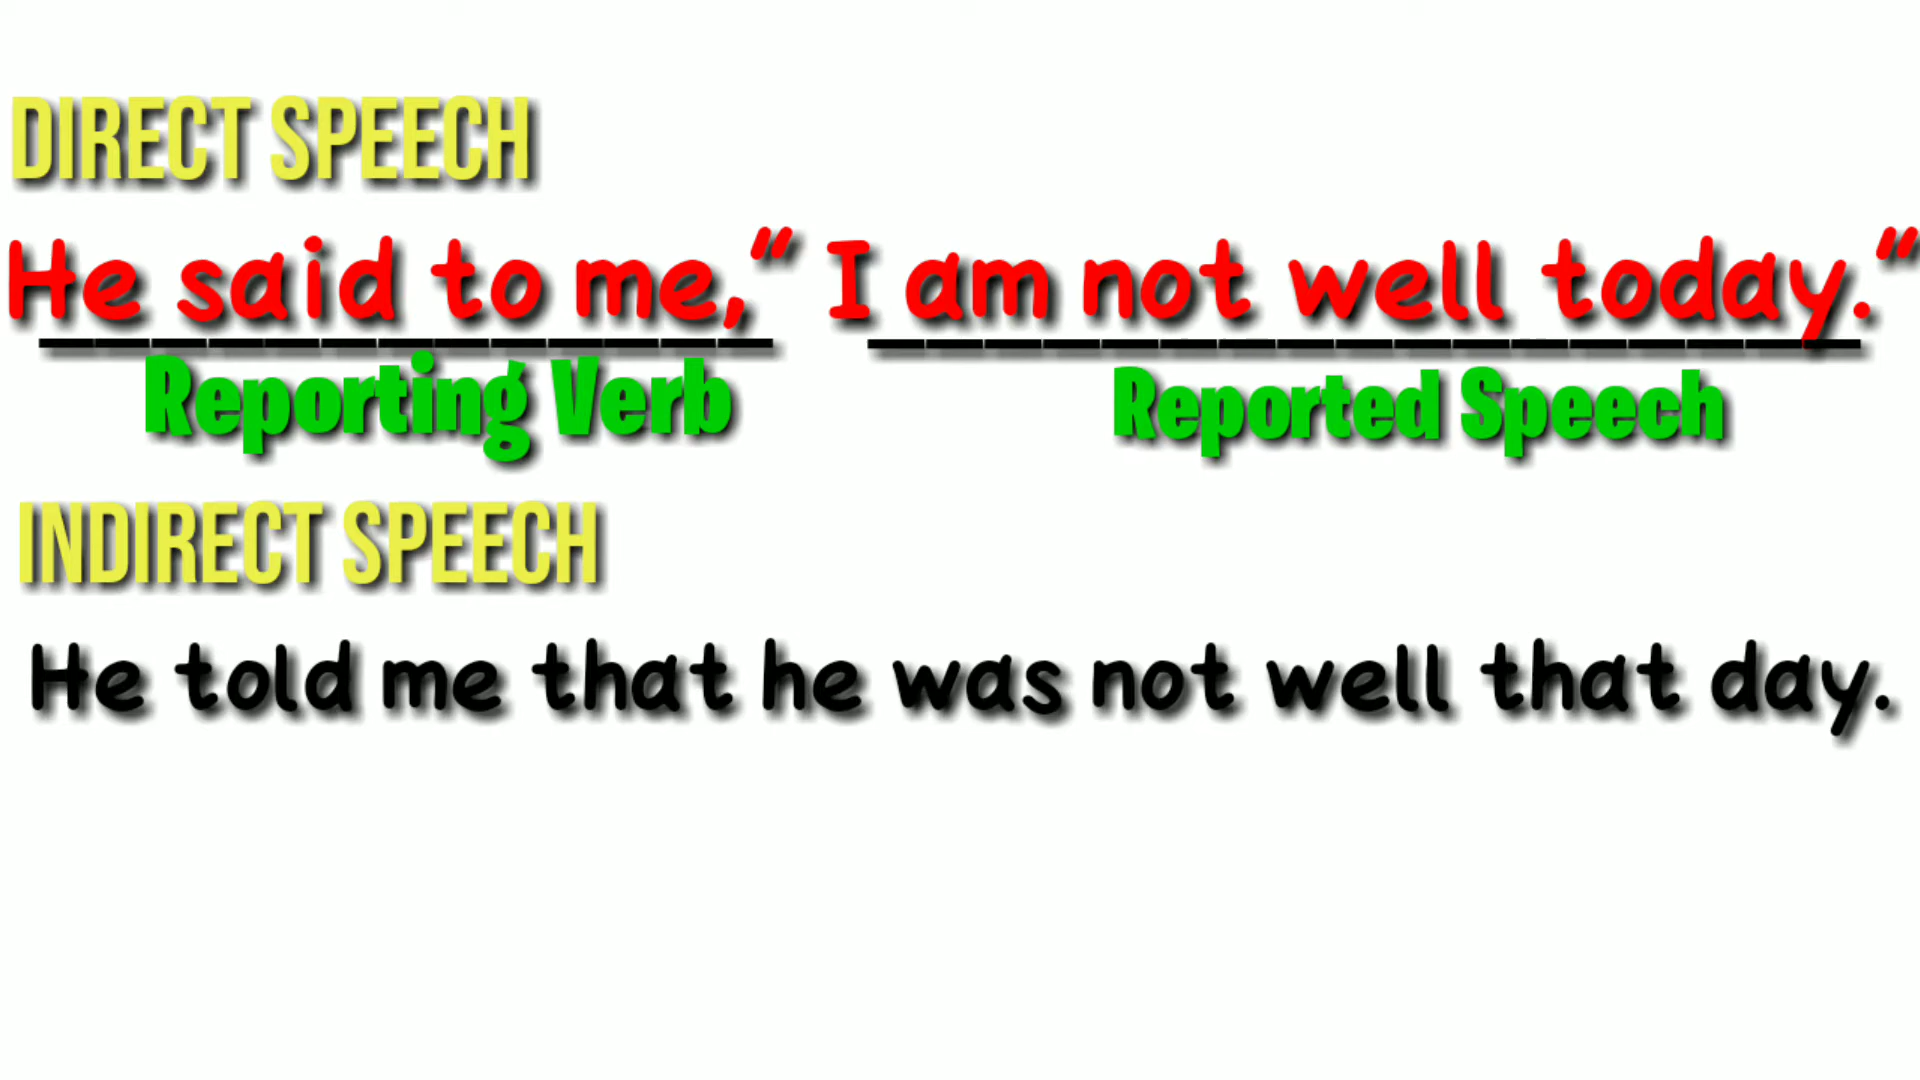 DIRECT SPEECH
He said to me,“ I am not well today.“
Reporting Verb Reported Speech
INDIRECT SPEECH
He told me that he was not well that day.